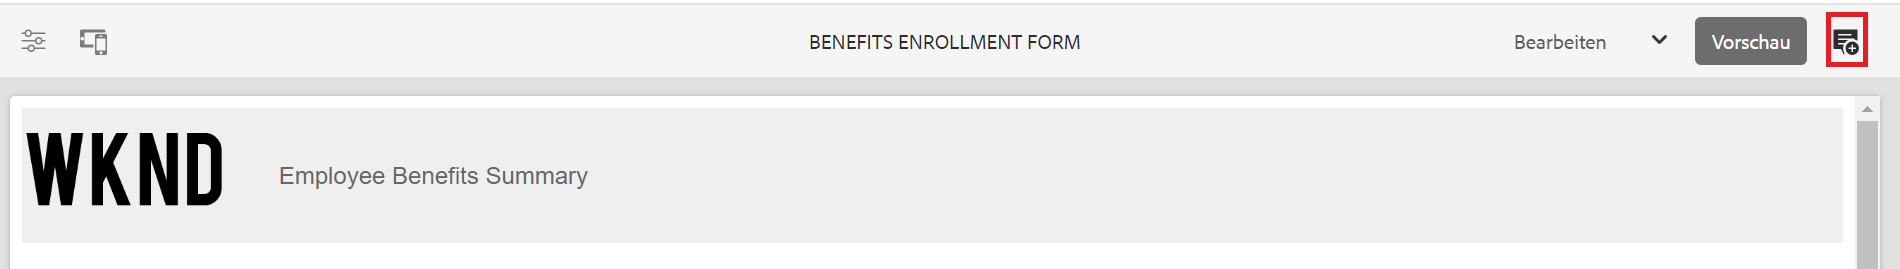 BENEFITS ENROLLMENT FORM
Bearbeiten
Vorschau
WKND
Employee Benefits Summary